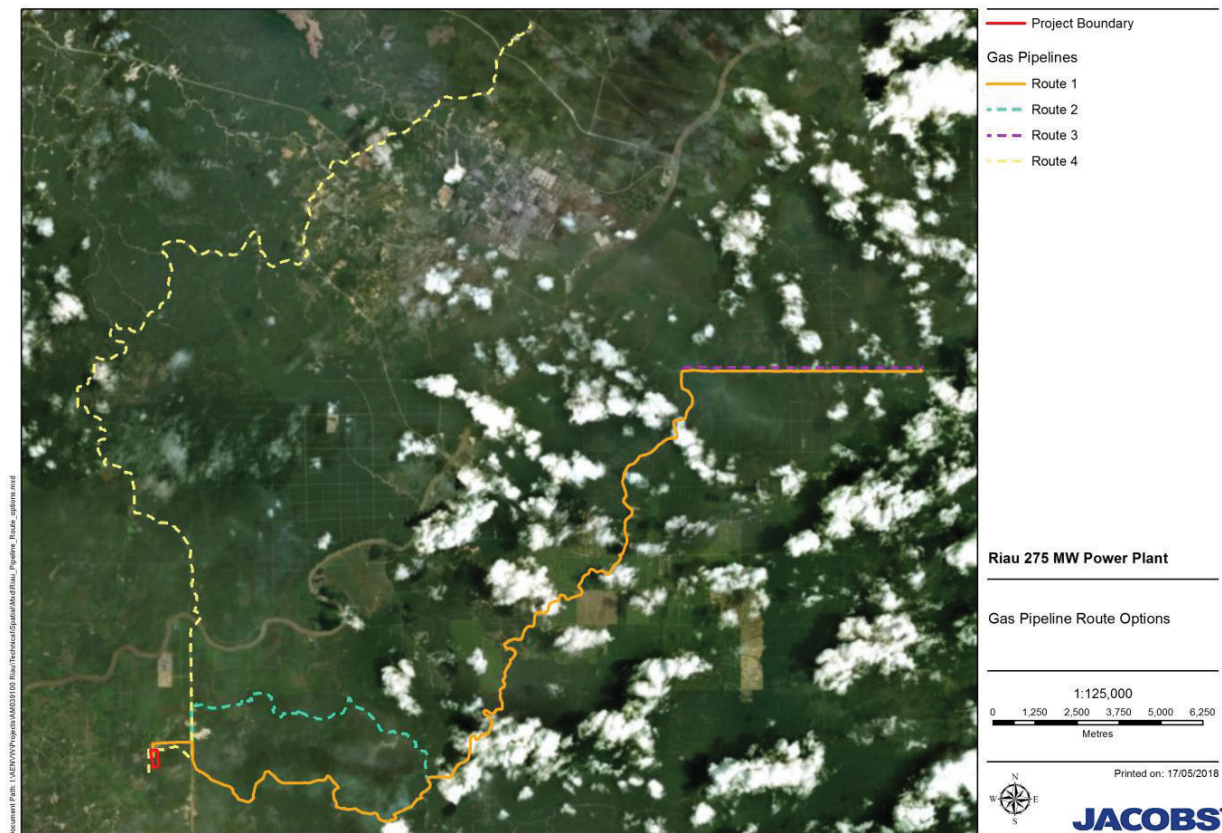 Project Boundary
Gas Pipelines
Route 1
Route 2
Route 3
Route 4
Riau 275 MW Power Plant
Gas Pipeline Route Options
1:125,000
0 1,250 2,500 3,750 5,000 6,250
Metres
Printed on: 17/05/2018
N
W E
S
JACOBS